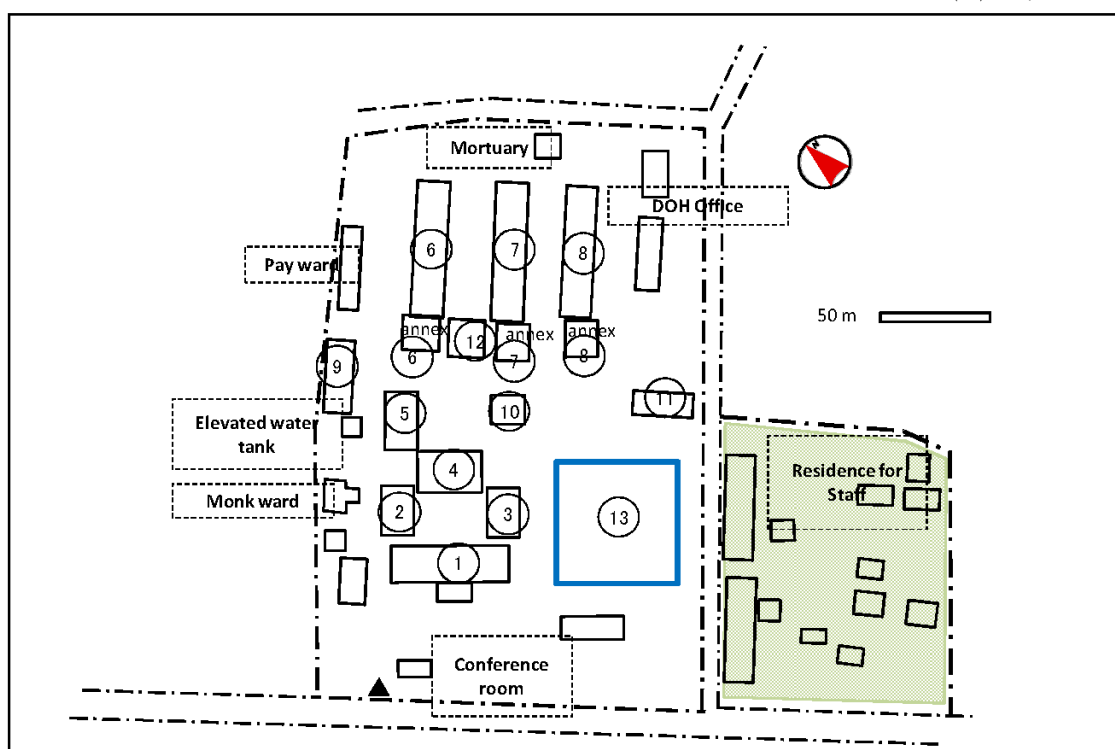 Mortuary
N
DOH Office
6
7
8
Pay ward
50 m
annex
12
annex
annex
6
7
8
9
11
5
10
Elevated water
tank
4
Residence for
Staff
Monk ward
2
3
13
1
Conference
room